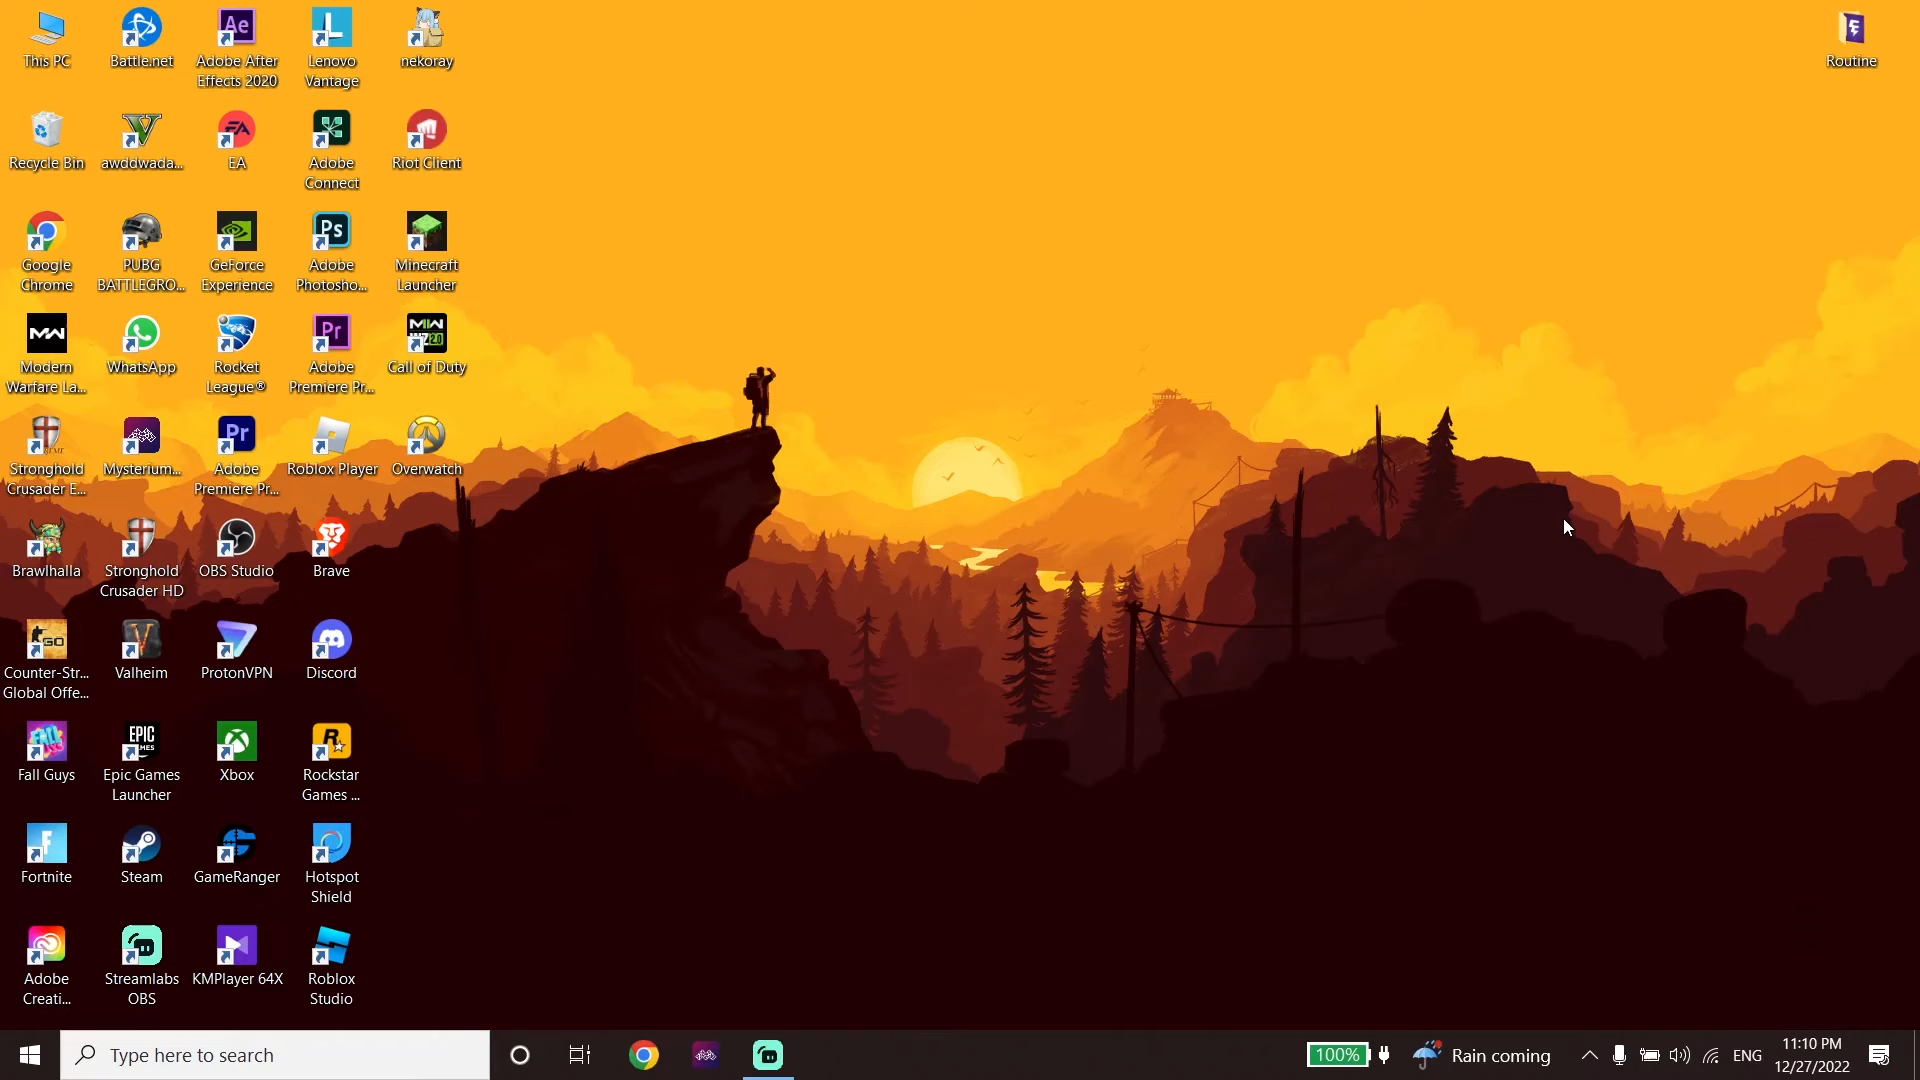 This PC
Battle.net
Adobe After
Effects 2020
Lenovo
Vantage
nekoray
Routine
Recycle Bin
awddwada...
EA
Adobe
Connect
Riot Client
Google
Chrome
PUBG
BATTLEGRO...
GeForce
Experience
Adobe
Photosho...
Minecraft
Launcher
Modern
Warfare La...
WhatsApp
Rocket
League®
Adobe
Premiere Pr...
Call of Duty
Stronghold
Crusader E...
Mysterium...
Adobe
Premiere Pr...
Roblox Player
Overwatch
Brawlhalla
Stronghold
Crusader HD
OBS Studio
Brave
Counter-Str...
Global Offe...
Valheim
ProtonVPN
Discord
Fall Guys
Epic Games
Launcher
Xbox
Rockstar
Games ...
Fortnite
Steam
GameRanger
Hotspot
Shield
Adobe
Creati...
Streamlabs
OBS
KMPlayer 64X
Roblox
Studio
Type here to search
100%
Rain coming
ENG
11:10 PM
12/27/2022